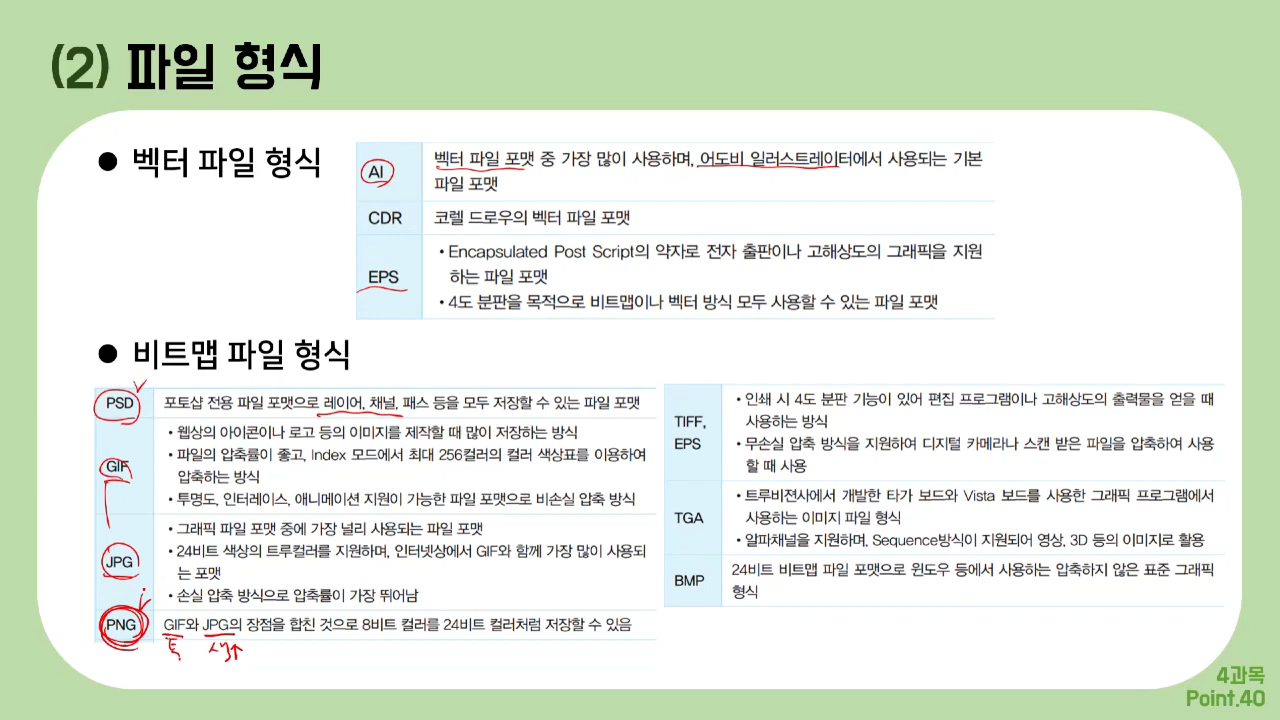 (2) 파일 형식
● 벡터 파일 형식
AI
벡터 파일 포맷 중 가장 많이 사용하며, 어도비 일러스트레이터에서 사용되는 기본
파일 포맷
CDR
코렐 드로우의 벡터 파일 포맷
EPS
• Encapsulated Post Script의 약자로 전자 출판이나 고해상도의 그래픽을 지원
하는 파일 포맷
• 4도 분판을 목적으로 비트맵이나 벡터 방식 모두 사용할 수 있는 파일 포맷
● 비트맵 파일 형식
PSD
포토샵 전용 파일 포맷으로 레이어, 채널, 패스 등을 모두 저장할 수 있는 파일 포맷
GIF
• 웹상의 아이콘이나 로고 등의 이미지를 제작할 때 많이 저장하는 방식
• 파일의 압축률이 좋고, Index 모드에서 최대 256컬러의 컬러 색상표를 이용하여
압축하는 방식
• 투명도, 인터레이스, 애니메이션 지원이 가능한 파일 포맷으로 비손실 압축 방식
JPG
• 그래픽 파일 포맷 중에 가장 널리 사용되는 파일 포맷
• 24비트 색상의 트루컬러를 지원하며, 인터넷상에서 GIF와 함께 가장 많이 사용되
는 포맷
• 손실 압축 방식으로 압축률이 가장 뛰어남
PNG
GIF와 JPG의 장점을 합친 것으로 8비트 컬러를 24비트 컬러처럼 저장할 수 있음
TIFF,
EPS
• 인쇄 시 4도 분판 기능이 있어 편집 프로그램이나 고해상도의 출력물을 얻을 때
사용하는 방식
• 무손실 압축 방식을 지원하여 디지털 카메라나 스캔 받은 파일을 압축하여 사용
할 때 사용
TGA
• 트루비젼사에서 개발한 타가 보드와 Vista 보드를 사용한 그래픽 프로그램에서
사용하는 이미지 파일 형식
• 알파채널을 지원하며, Sequence방식이 지원되어 영상, 3D 등의 이미지로 활용
BMP
24비트 비트맵 파일 포맷으로 윈도우 등에서 사용하는 압축하지 않은 표준 그래픽
형식
4과목
Point.40